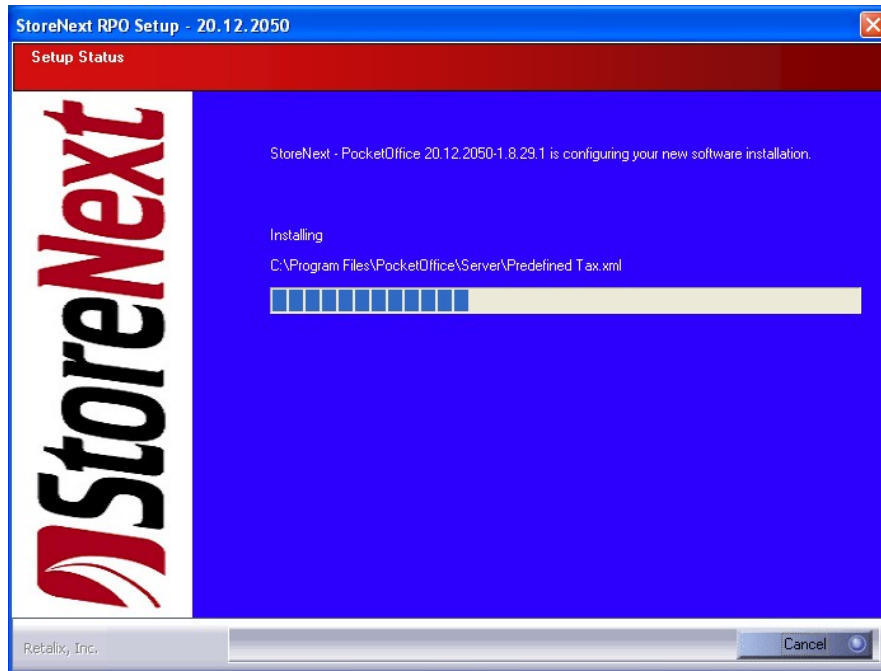 StoreNext RPO Setup - 20.12.2050
Setup Status
StoreNext
StoreNext - PocketOffice 20.12.2050-1.8.29.1 is configuring your new software installation.
Installing
C:\Program Files\PocketOffice\Server\Predefined Tax.xml
Retalix, Inc.
Cancel